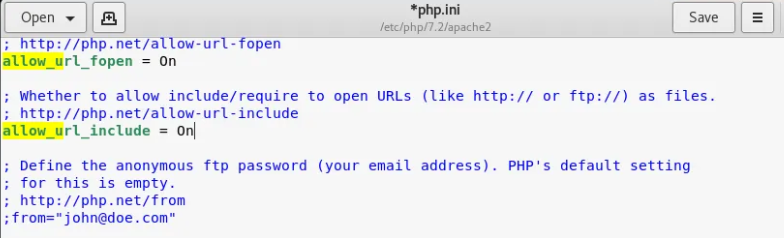 Open
*php.ini
/etc/php/7.2/apache2
Save
; http://php.net/allow-url-fopen
allow_url_fopen = On
; Whether to allow include/require to open URLs (like http:// or ftp://) as files.
; http://php.net/allow-url-include
allow_url_include = On
; Define the anonymous ftp password (your email address). PHP's default setting
; for this is empty.
; http://php.net/from
;from="john@doe.com"